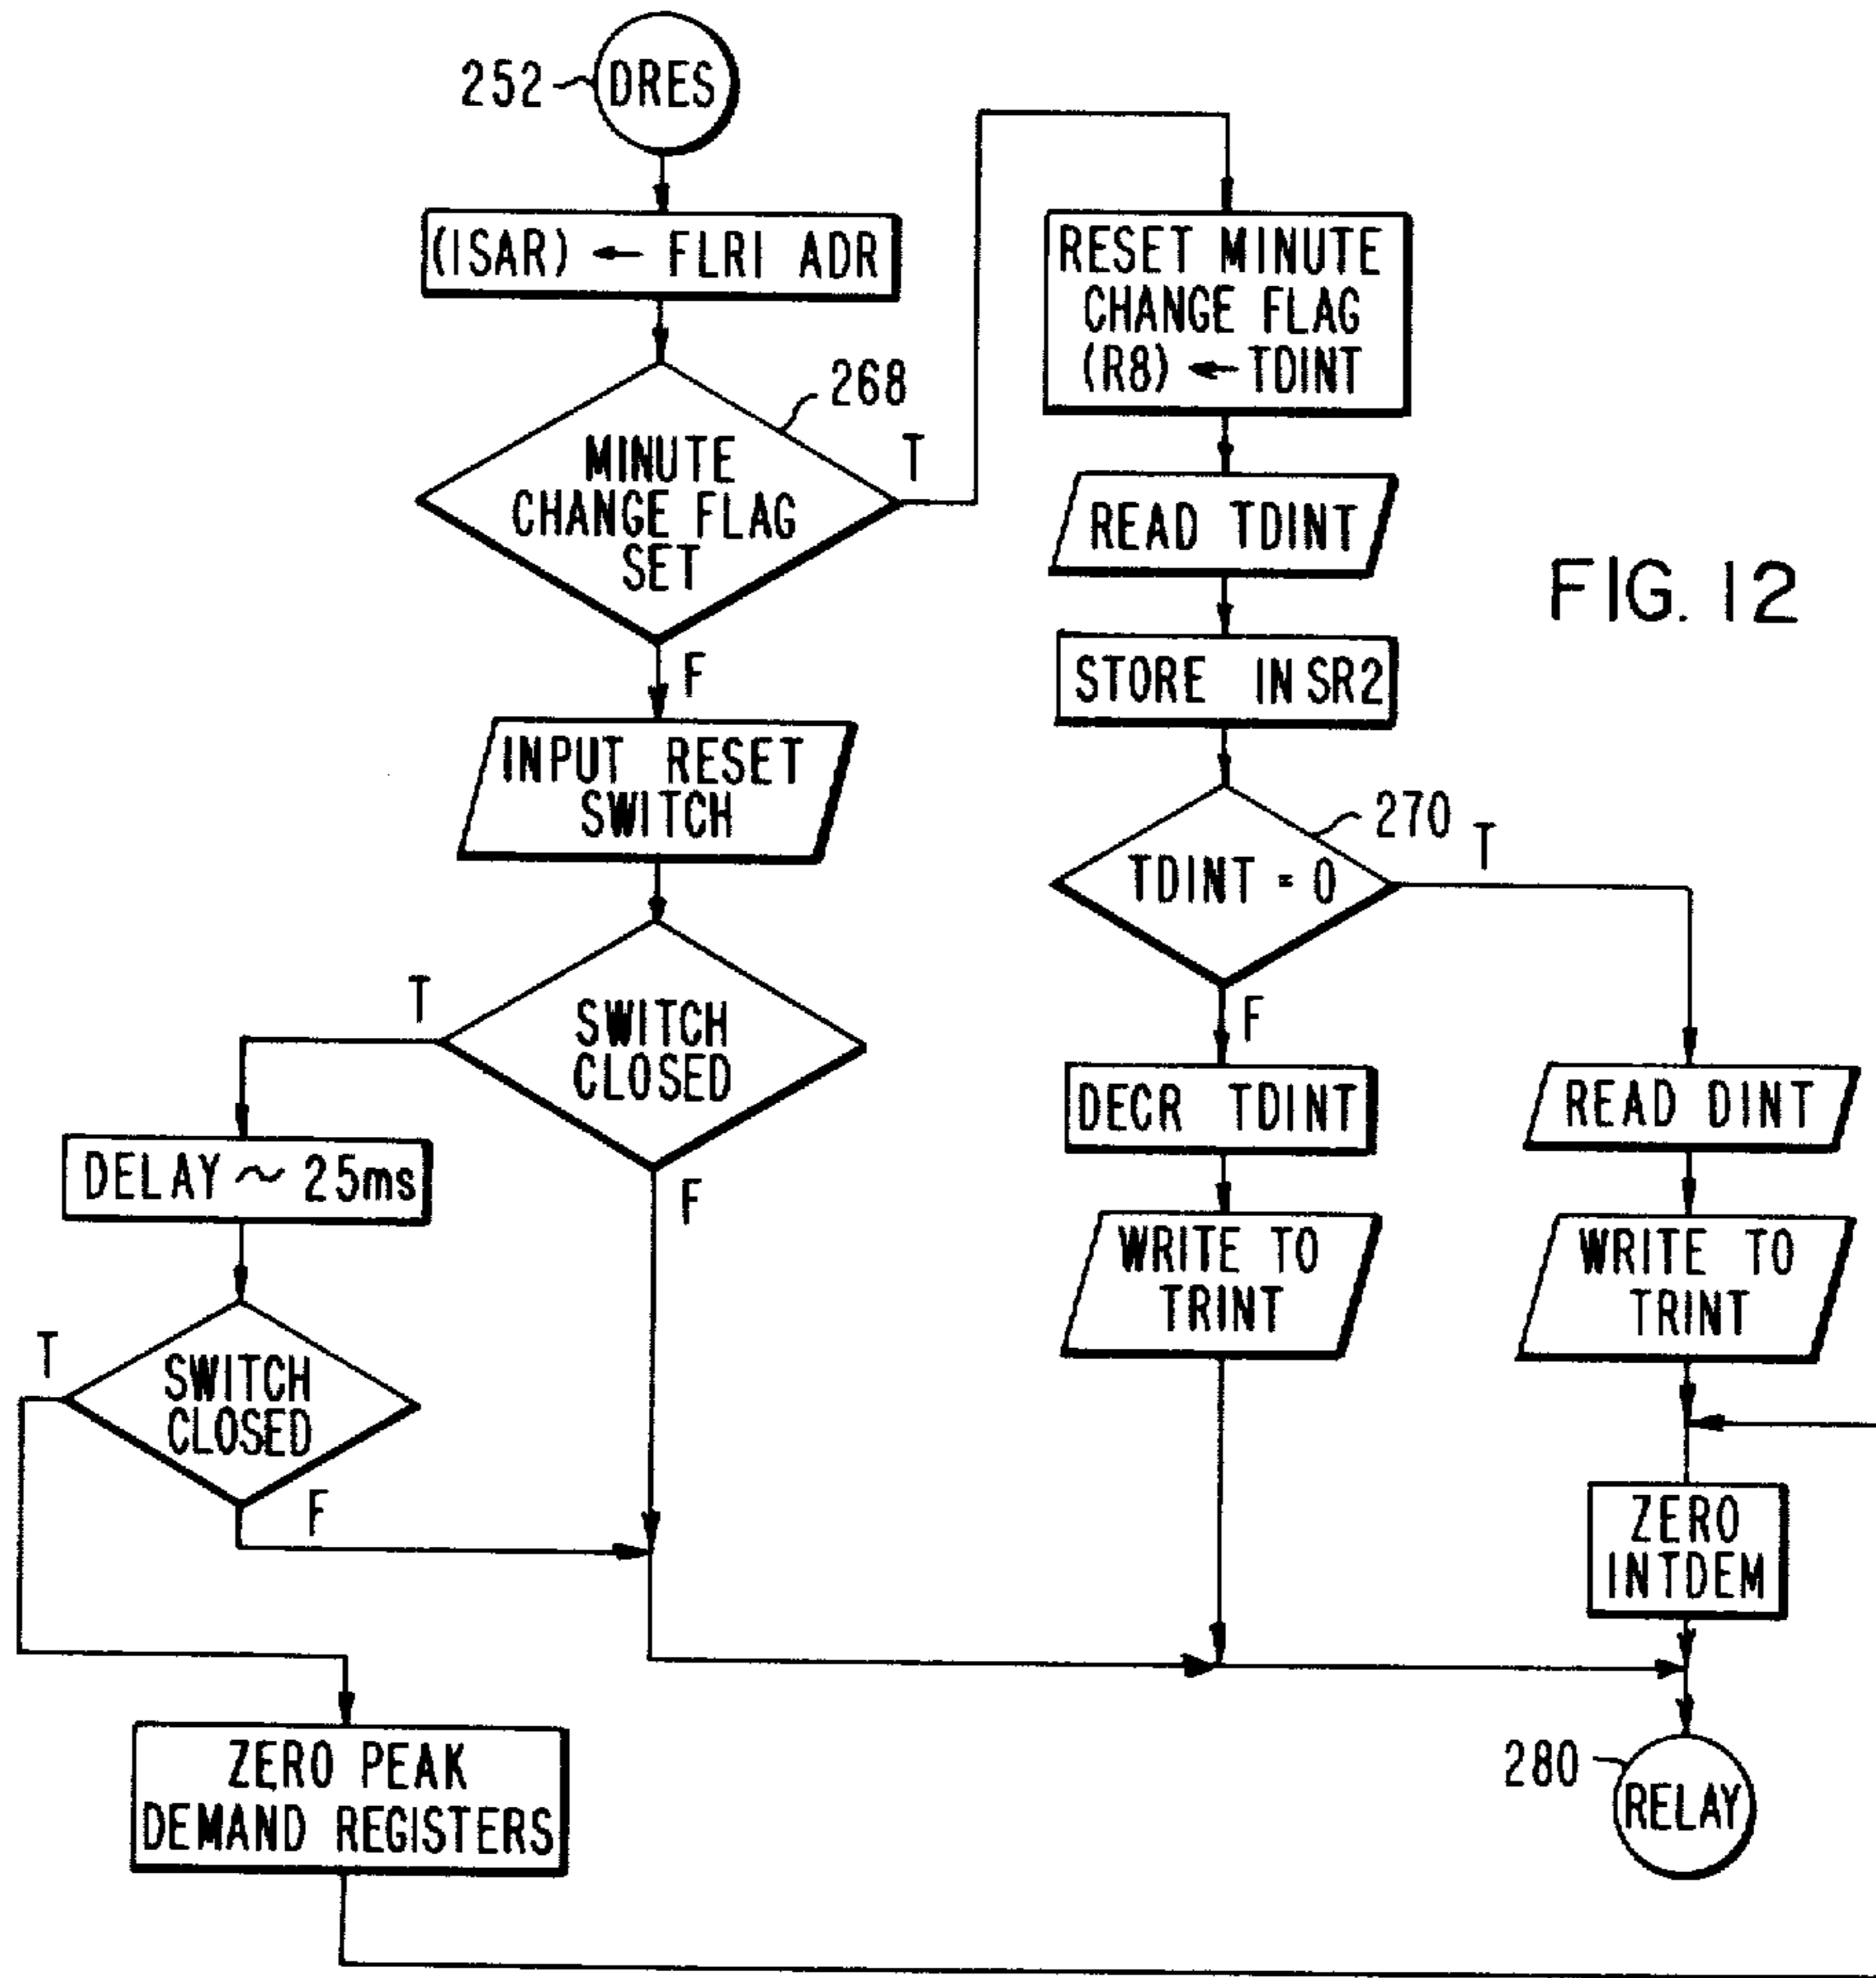 252
DRES
(ISAR) ← FLRI ADR
268
MINUTE
CHANGE FLAG
SET
T
F
INPUT RESET
SWITCH
SWITCH
CLOSED
T
F
DELAY ~ 25ms
SWITCH
CLOSED
T
F
ZERO PEAK
DEMAND REGISTERS
RESET MINUTE
CHANGE FLAG
(R8) ← TDINT
READ TDINT
STORE IN SR2
270
TDINT = 0
T
F
DECR TDINT
WRITE TO
TRINT
READ DINT
WRITE TO
TRINT
ZERO
INTDEM
280
RELAY
FIG. 12